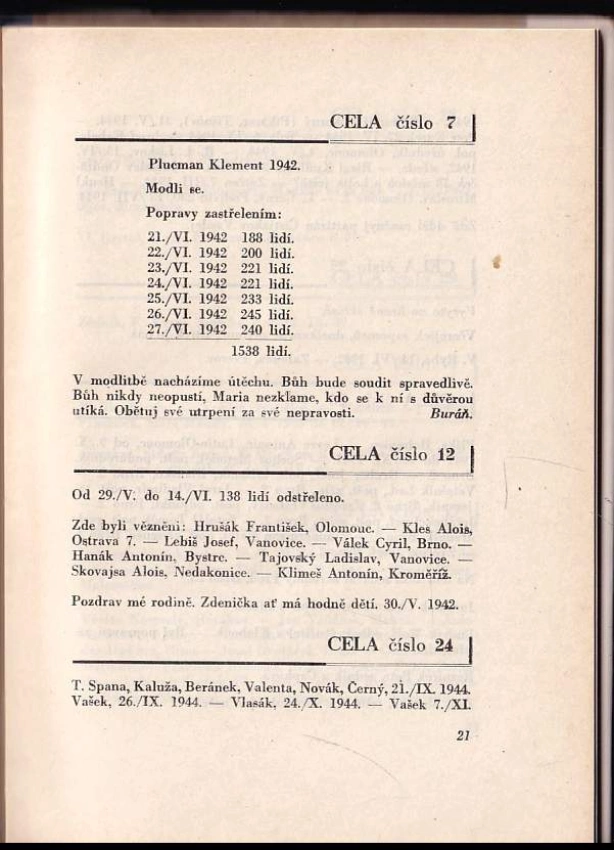 CELA číslo 7
Plucman Klement 1942.
Modli se.
Popravy zastřelením:
21./VI. 1942 188 lidí.
22./VI. 1942 200 lidí.
23./VI. 1942 221 lidí.
24./VI. 1942 221 lidí.
25./VI. 1942 233 lidí.
26./VI. 1942 245 lidí.
27./VI. 1942 240 lidí.
1538 lidí.
V modlitbě nacházíme útěchu. Bůh bude soudit spravedlivě.
Bůh nikdy neopustí, Maria nezklame, kdo se k ní s důvěrou
utíká. Obětuj své utrpení za své nepravosti. Buráň.
CELA číslo 12
Od 29./V. do 14./VI. 138 lidí odstřeleno.
Zde byli vězněni: Hrušák František, Olomouc. — Kles Alois,
Ostrava 7. — Lebiš Josef, Vanovice. — Válek Cyril, Brno. —
Hanák Antonín, Bystrc. — Tajovský Ladislav, Vanovice. —
Skovajsa Alois, Nedakonice. — Klimeš Antonín, Kroměříž.
Pozdrav mé rodině. Zdenička ať má hodně dětí. 30./V. 1942.
CELA číslo 24
T. Spana, Kaluža, Beránek, Valenta, Novák, Černý, 21./IX. 1944.
Vašek, 26./IX. 1944. — Vlasák, 24./X. 1944. — Vašek 7./XI.
21